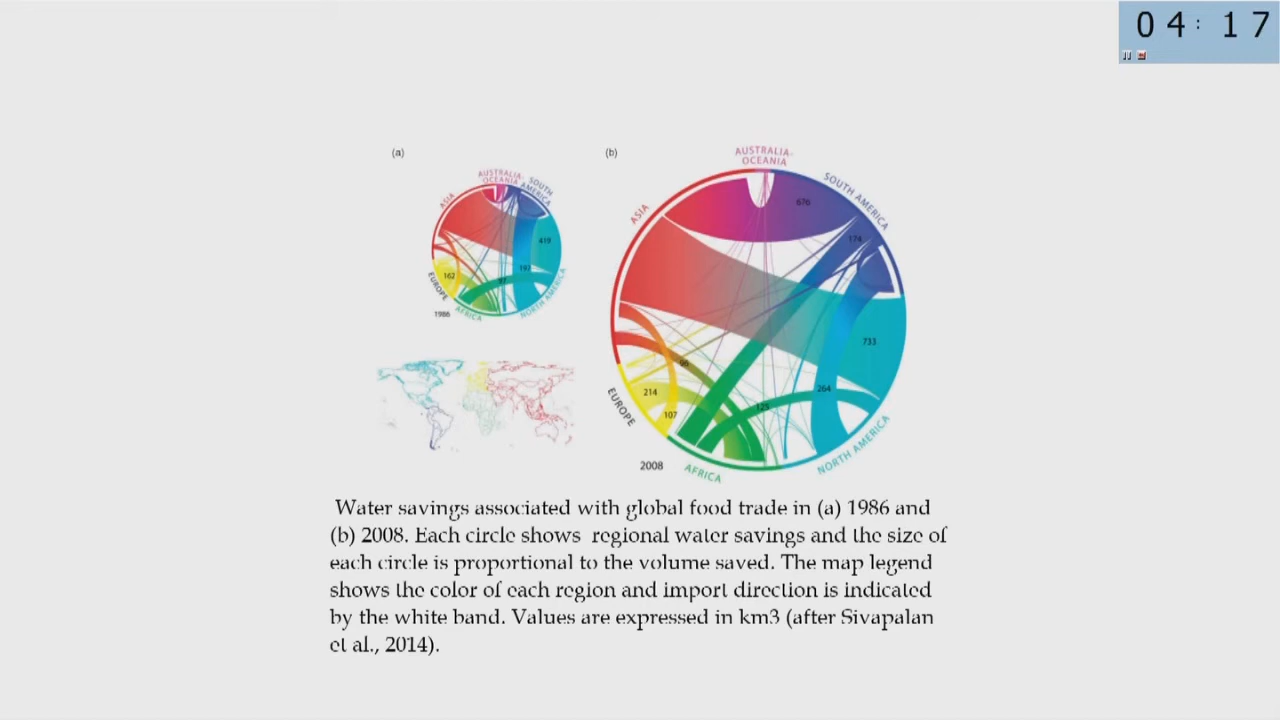 04:17
(a)
AUSTRALIA-
OCEANIA
SOUTH
AMERICA
ASIA
419
197
162
EUROPE
AFRICA
NORTH AMERICA
1986
(b)
AUSTRALIA-
OCEANIA
SOUTH AMERICA
ASIA
676
174
733
264
214
107
125
EUROPE
AFRICA
NORTH AMERICA
2008
Water savings associated with global food trade in (a) 1986 and
(b) 2008. Each circle shows regional water savings and the size of
each circle is proportional to the volume saved. The map legend
shows the color of each region and import direction is indicated
by the white band. Values are expressed in km3 (after Sivapalan
et al., 2014).